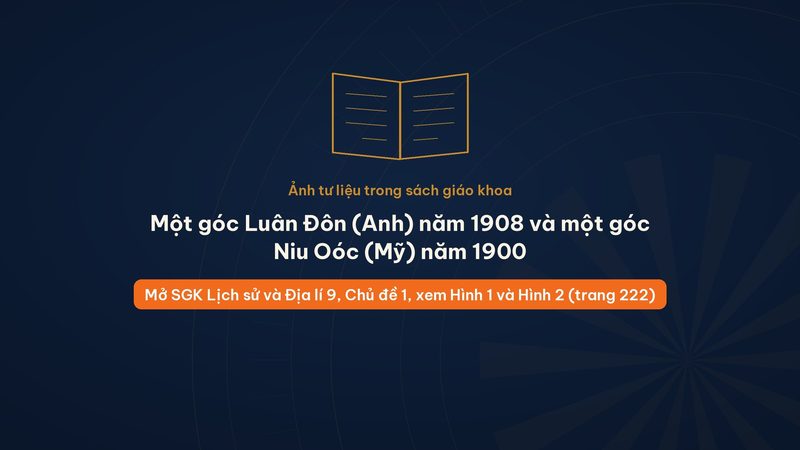 Ảnh tư liệu trong sách giáo khoa
Một góc Luân Đôn (Anh) năm 1908 và một góc
Niu Oóc (Mỹ) năm 1900
Mở SGK Lịch sử và Địa lí 9, Chủ đề 1, xem Hình 1 và Hình 2 (trang 222)